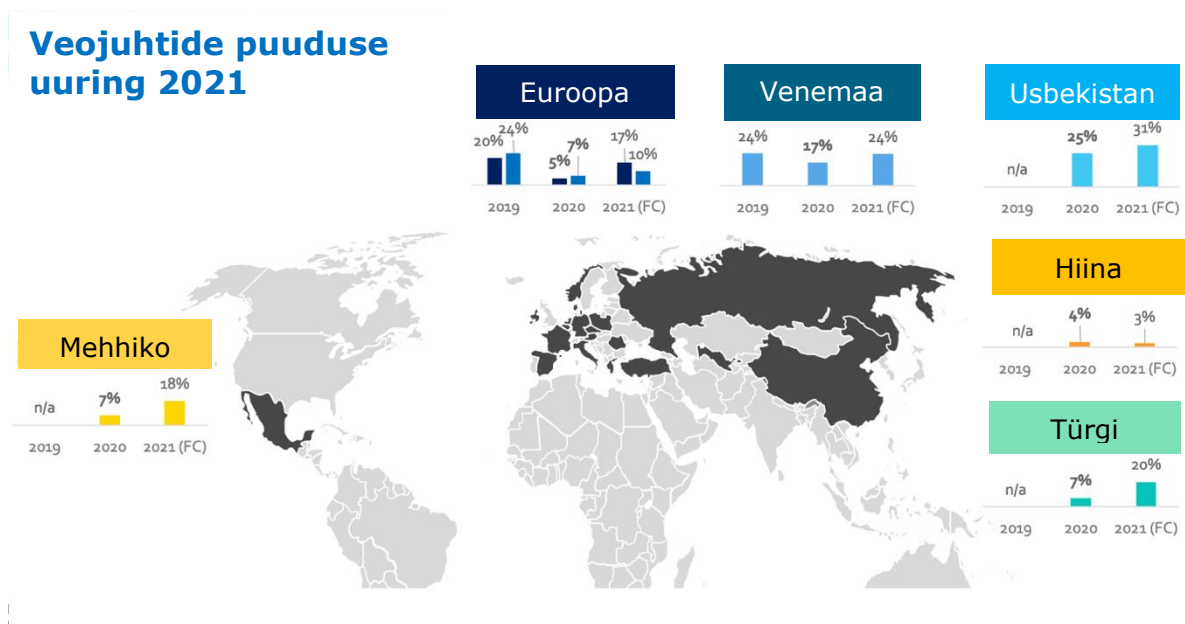 Veojuhtide puuduse
uuring 2021
Euroopa
20% 24% 5% 7% 17% 10%
2019 2020 2021 (FC)
Venemaa
24% 17% 24%
2019 2020 2021 (FC)
Usbekistan
n/a 25% 31%
2019 2020 2021 (FC)
Hiina
n/a 4% 3%
2019 2020 2021 (FC)
Mehhiko
n/a 7% 18%
2019 2020 2021 (FC)
Türgi
n/a 7% 20%
2019 2020 2021 (FC)